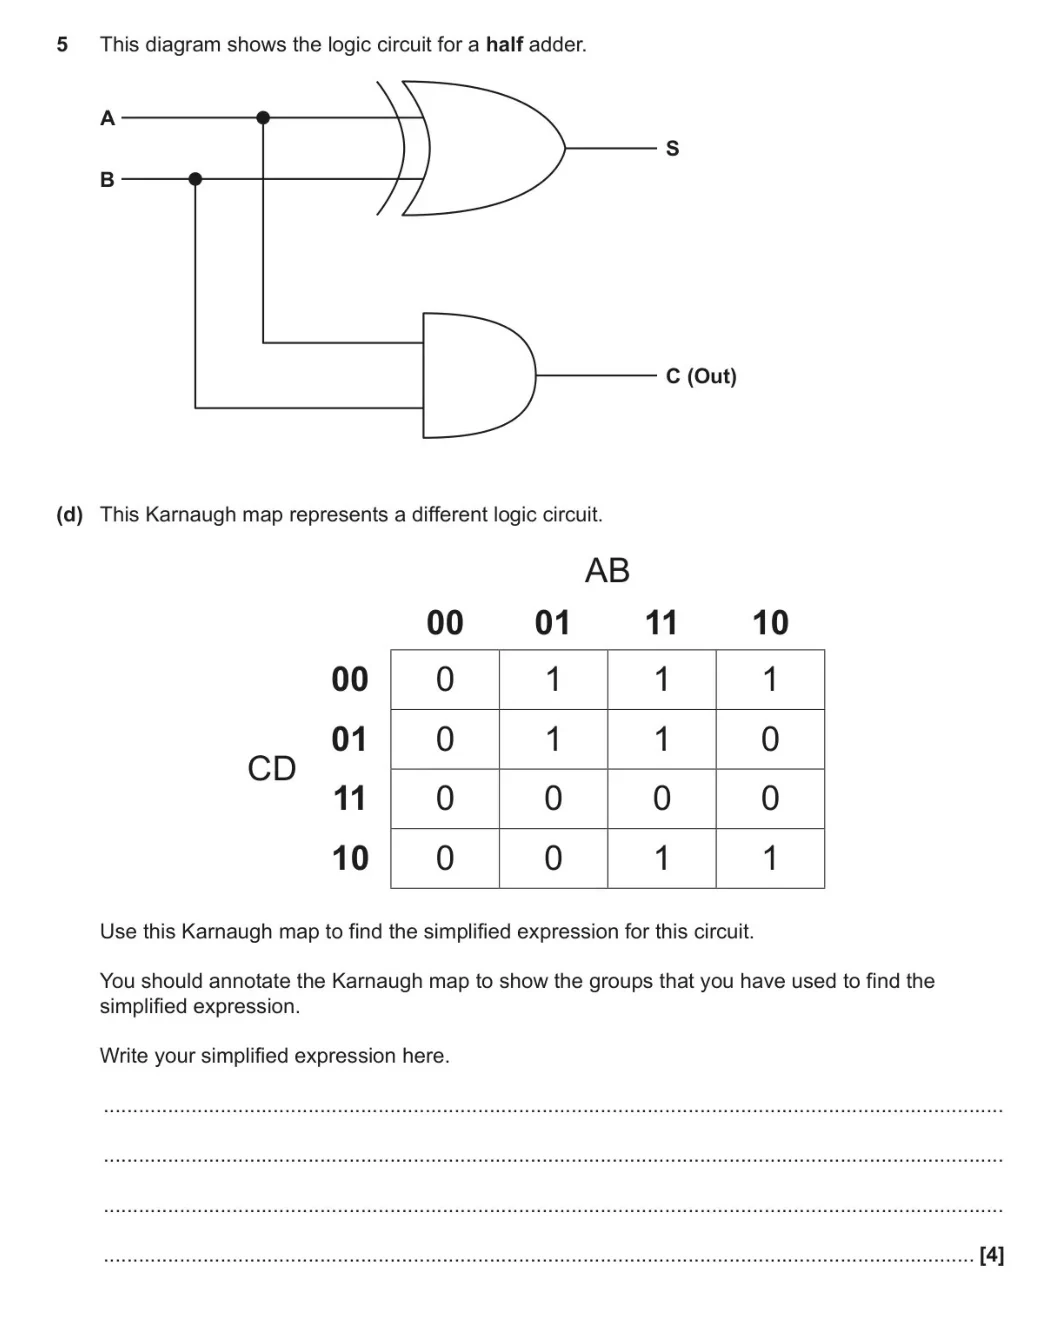 5 This diagram shows the logic circuit for a half adder.
A
S
B
C (Out)
(d) This Karnaugh map represents a different logic circuit.
AB
00 01 11 10
00 0 1 1 1
01 0 1 1 0
CD
11 0 0 0 0
10 0 0 1 1
Use this Karnaugh map to find the simplified expression for this circuit.
You should annotate the Karnaugh map to show the groups that you have used to find the
simplified expression.
Write your simplified expression here.
[4]